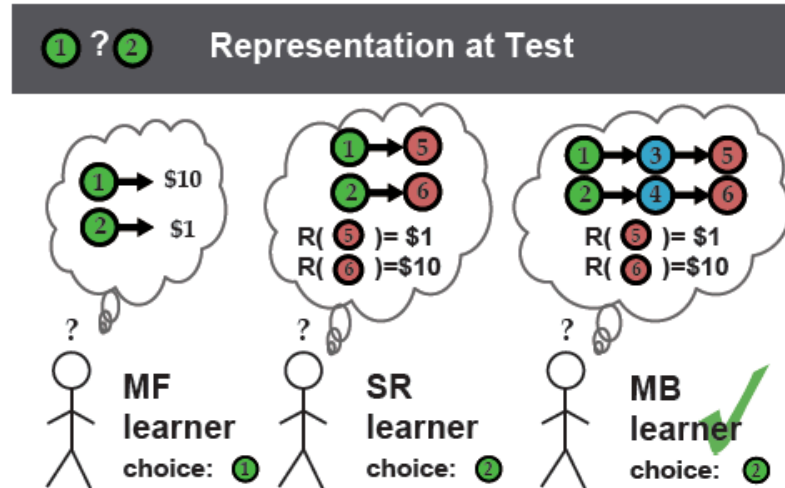 1 ? 2 Representation at Test
1 $10
2 $1
1 5
2 6
R( 5 )= $1
R( 6 )=$10
1 3 5
2 4 6
R( 5 )= $1
R( 6 )=$10
?
MF
learner
choice: 1
?
SR
learner
choice: 2
?
MB
learner
choice: 2